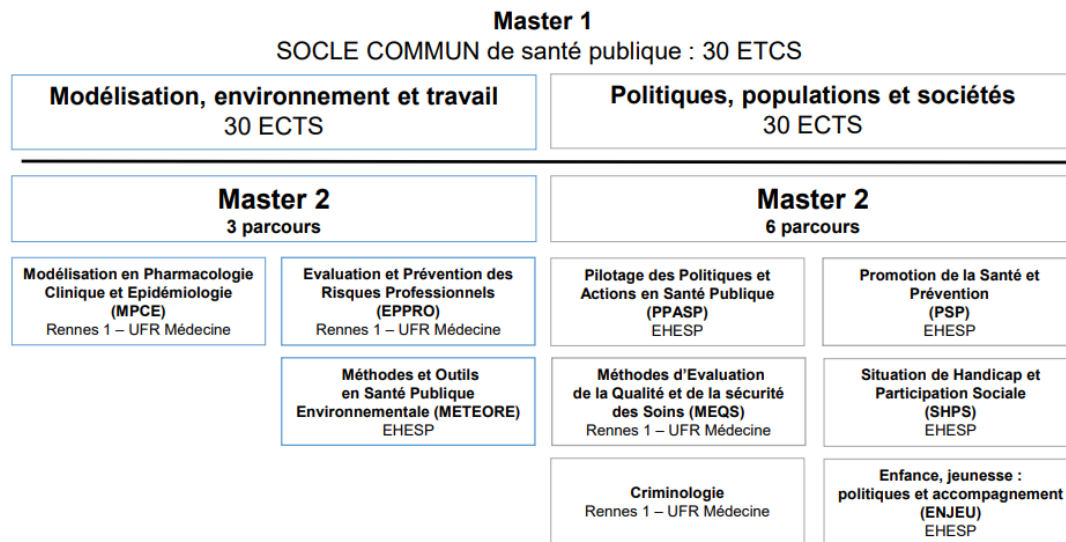 Master 1
SOCLE COMMUN de santé publique : 30 ETCS
Modélisation, environnement et travail
30 ECTS
Politiques, populations et sociétés
30 ECTS
Master 2
3 parcours
Master 2
6 parcours
Modélisation en Pharmacologie
Clinique et Epidémiologie
(MPCE)
Rennes 1 – UFR Médecine
Evaluation et Prévention des
Risques Professionnels
(EPPRO)
Rennes 1 – UFR Médecine
Pilotage des Politiques et
Actions en Santé Publique
(PPASP)
EHESP
Promotion de la Santé et
Prévention
(PSP)
EHESP
Méthodes et Outils
en Santé Publique
Environnementale (METEORE)
EHESP
Méthodes d’Evaluation
de la Qualité et de la sécurité
des Soins (MEQS)
Rennes 1 – UFR Médecine
Situation de Handicap et
Participation Sociale
(SHPS)
EHESP
Criminologie
Rennes 1 – UFR Médecine
Enfance, jeunesse :
politiques et accompagnement
(ENJEU)
EHESP